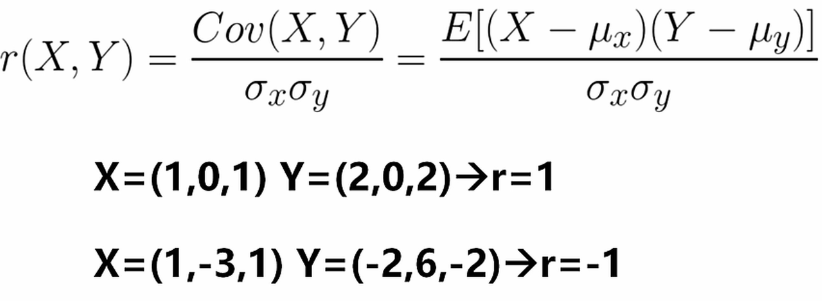 r(X, Y) = Cov(X, Y) / σxσy = E[(X − μx)(Y − μy)] / σxσy
X=(1,0,1) Y=(2,0,2)→r=1
X=(1,-3,1) Y=(-2,6,-2)→r=-1